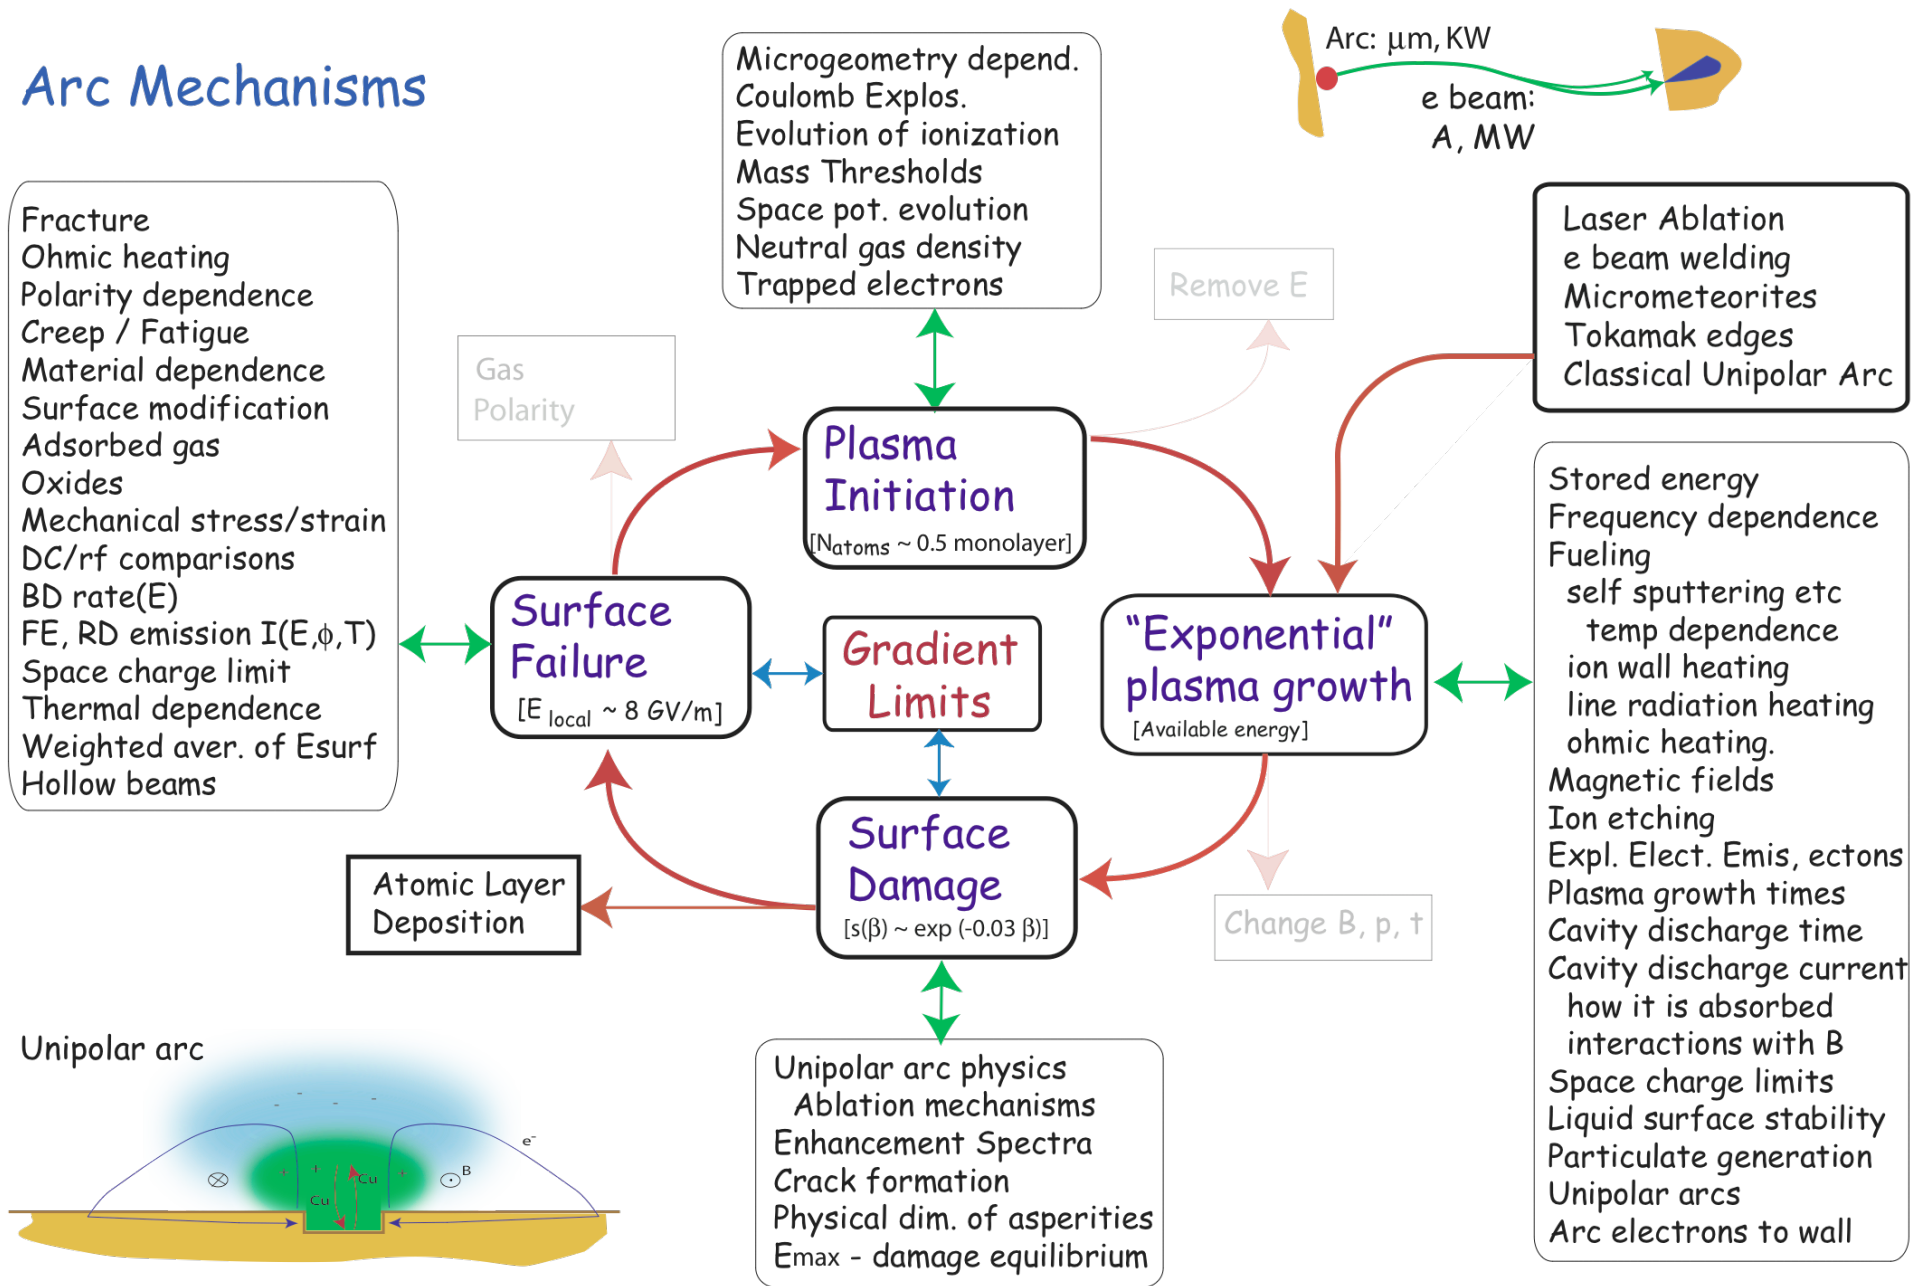 Arc Mechanisms
Microgeometry depend.
Coulomb Explos.
Evolution of ionization
Mass Thresholds
Space pot. evolution
Neutral gas density
Trapped electrons
Arc: μm, KW
e beam:
A, MW
Fracture
Ohmic heating
Polarity dependence
Creep / Fatigue
Material dependence
Surface modification
Adsorbed gas
Oxides
Mechanical stress/strain
DC/rf comparisons
BD rate(E)
FE, RD emission I(E,ϕ,T)
Space charge limit
Thermal dependence
Weighted aver. of Esurf
Hollow beams
Gas
Polarity
Remove E
Laser Ablation
e beam welding
Micrometeorites
Tokamak edges
Classical Unipolar Arc
Plasma
Initiation
[Natoms ~ 0.5 monolayer]
Surface
Failure
[E local ~ 8 GV/m]
Gradient
Limits
“Exponential”
plasma growth
[Available energy]
Surface
Damage
[s(β) ~ exp (-0.03 β)]
Atomic Layer
Deposition
Change B, p, t
Stored energy
Frequency dependence
Fueling
self sputtering etc
temp dependence
ion wall heating
line radiation heating
ohmic heating.
Magnetic fields
Ion etching
Expl. Elect. Emis, ectons
Plasma growth times
Cavity discharge time
Cavity discharge current
how it is absorbed
interactions with B
Space charge limits
Liquid surface stability
Particulate generation
Unipolar arcs
Arc electrons to wall
Unipolar arc physics
Ablation mechanisms
Enhancement Spectra
Crack formation
Physical dim. of asperities
Emax - damage equilibrium
Unipolar arc
- - - - -
e⁻
+ + + +
Cu
Cu
B